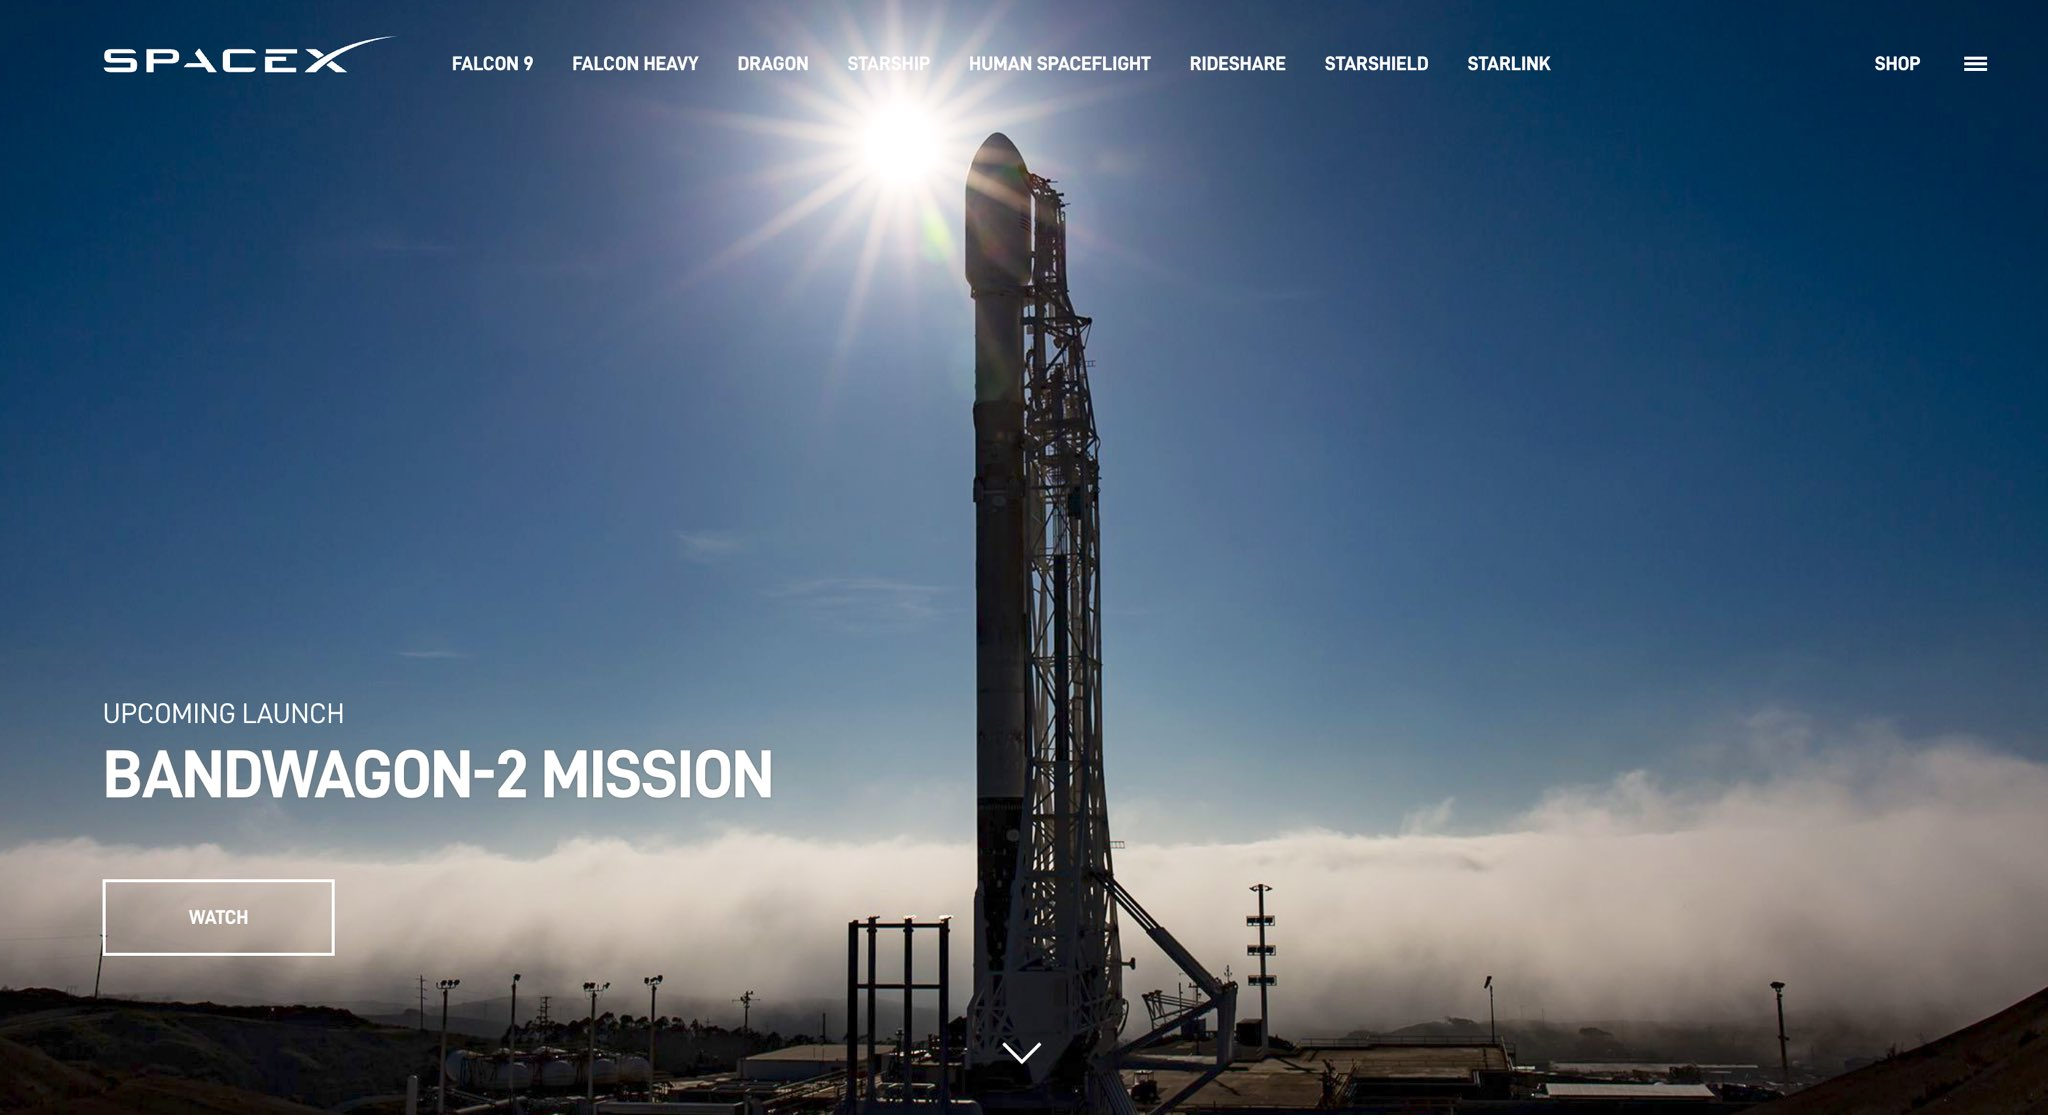 SPACEX
FALCON 9 FALCON HEAVY DRAGON STARSHIP HUMAN SPACEFLIGHT RIDESHARE STARSHIELD STARLINK SHOP
UPCOMING LAUNCH
BANDWAGON-2 MISSION
WATCH